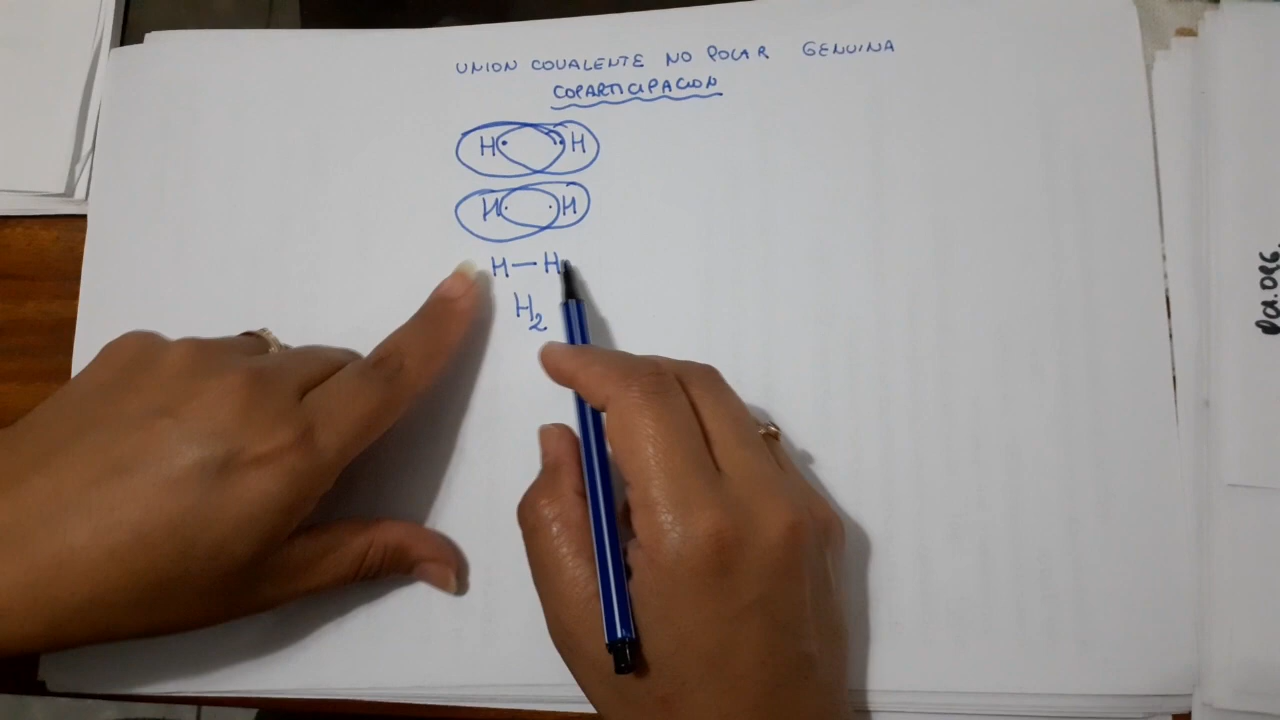 UNION COVALENTE NO POLAR GENUINA
COPARTICIPACION
H· ·H
H· ·H
H — H
H2